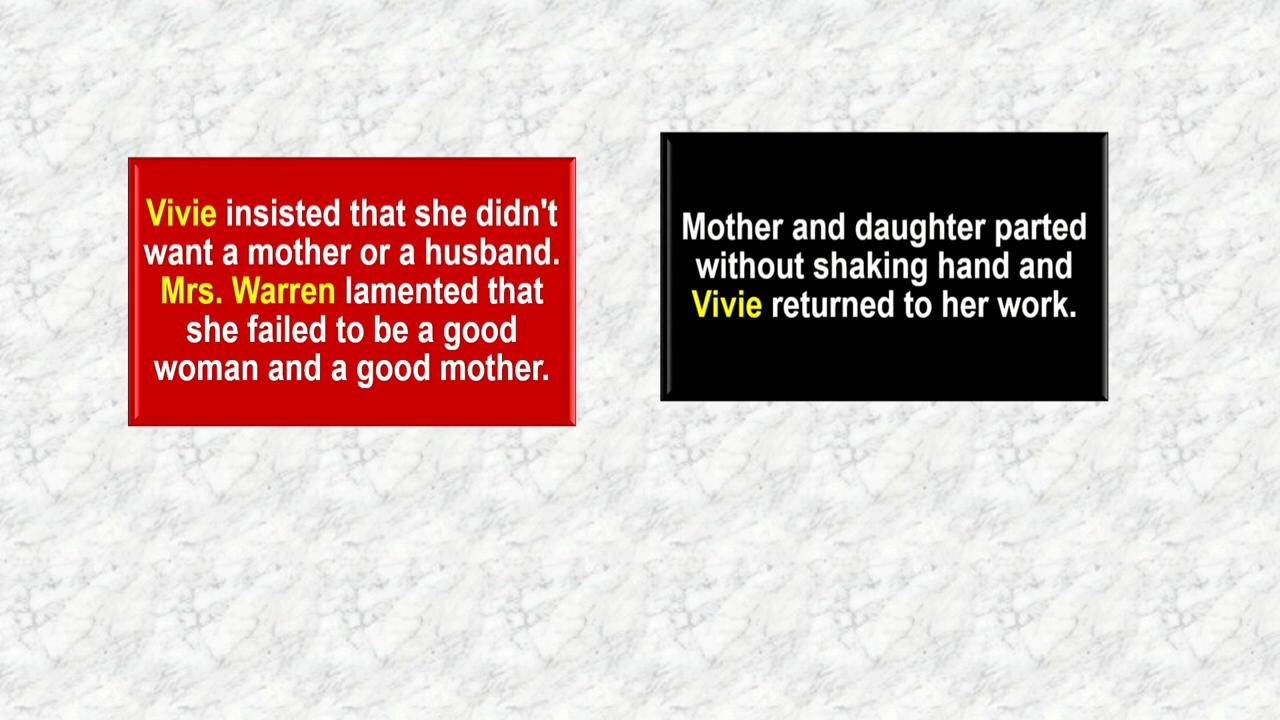 Vivie insisted that she didn't
want a mother or a husband.
Mrs. Warren lamented that
she failed to be a good
woman and a good mother.
Mother and daughter parted
without shaking hand and
Vivie returned to her work.